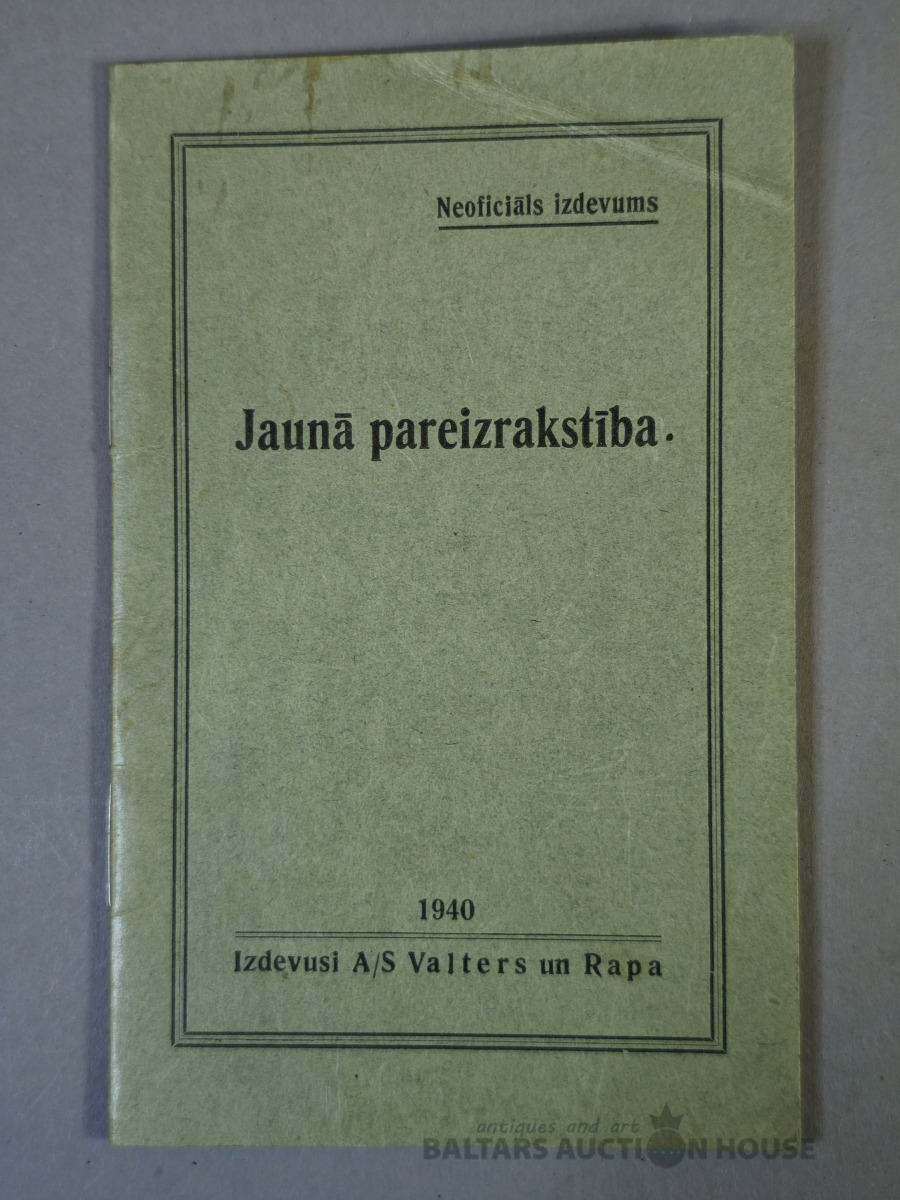 Neoficiāls izdevums
Jaunā pareizrakstība.
1940
Izdevusi A/S Valters un Rapa
antiques and art
BALTARS AUCTION HOUSE